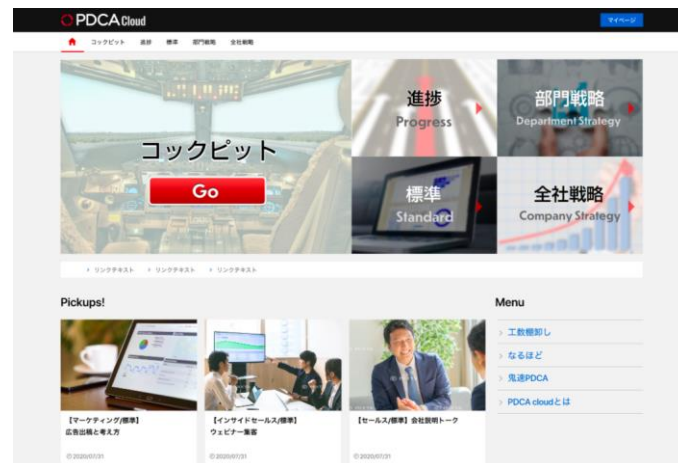 PDCA Cloud
マイページ
コックピット 進捗 標準 部門戦略 全社戦略
コックピット
Go
進捗
Progress
部門戦略
Department Strategy
標準
Standard
全社戦略
Company Strategy
リンクテキスト リンクテキスト リンクテキスト
Pickups!
【マーケティング/標準】
広告出稿と考え方
2020/07/31
【インサイドセールス/標準】
ウェビナー集客
2020/07/31
【セールス/標準】会社説明トーク
2020/07/31
Menu
工数棚卸し
なるほど
鬼速PDCA
PDCA cloudとは